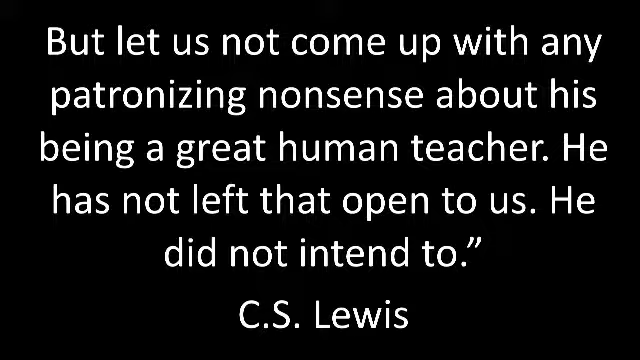 But let us not come up with any
patronizing nonsense about his
being a great human teacher. He
has not left that open to us. He
did not intend to.”
C.S. Lewis